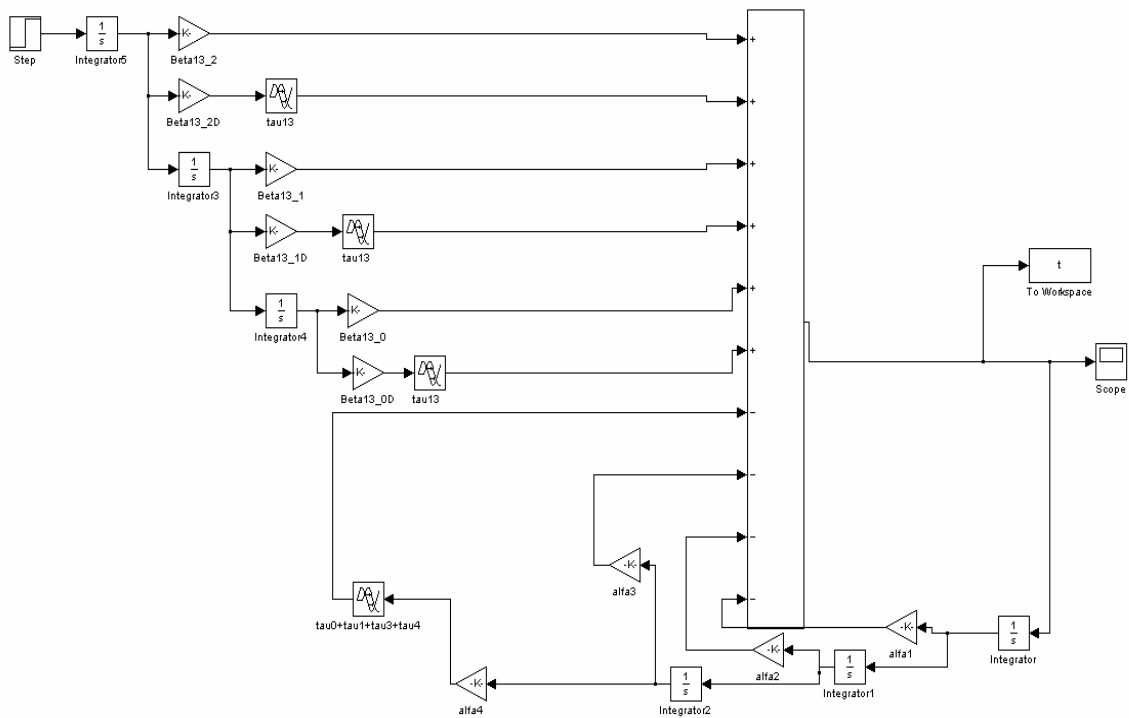 1
s
K-
Step
Integrator5
Beta13_2
+
K-
Beta13_2D
tau13
+
1
s
Integrator3
K-
Beta13_1
+
K-
Beta13_1D
tau13
+
t
To Workspace
1
s
Integrator4
K-
Beta13_0
+
K-
Beta13_0D
tau13
+
Scope
-
-
-
-K-
alfa3
-
tau0+tau1+tau3+tau4
-K-
alfa1
1
s
Integrator
-K-
alfa2
1
s
Integrator1
-K-
alfa4
1
s
Integrator2